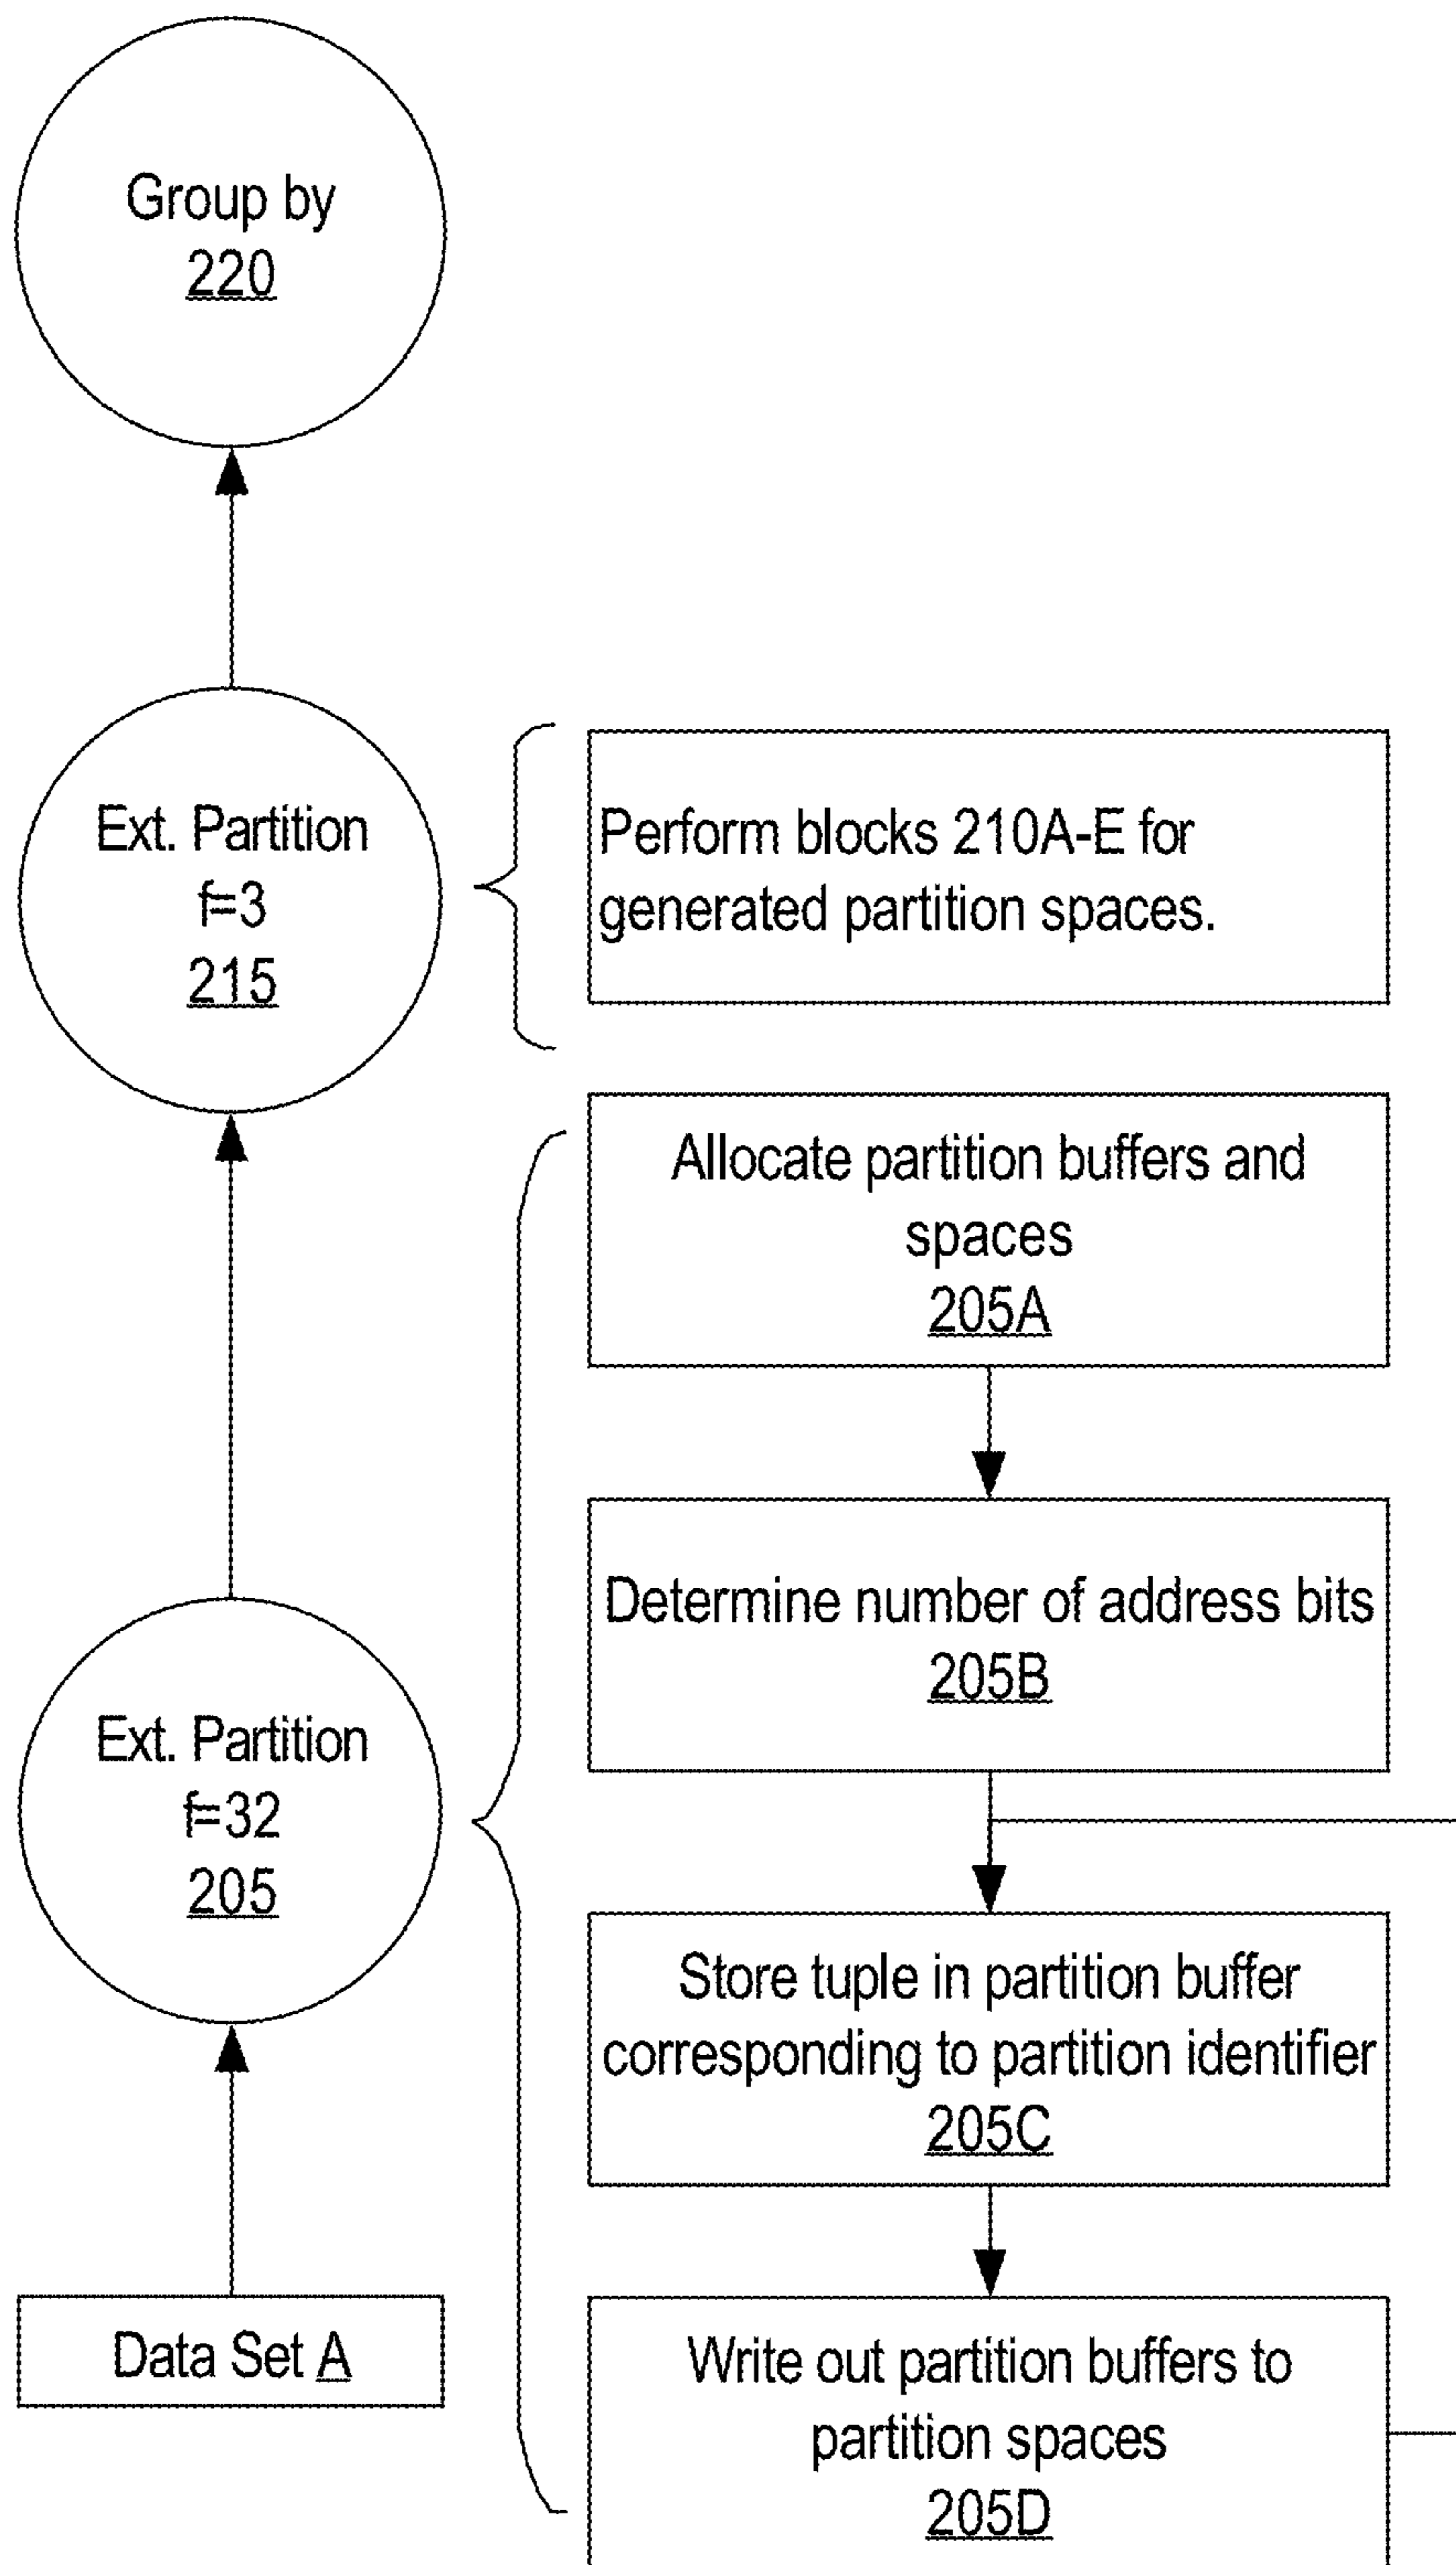 Group by
220
Ext. Partition
f=3
215
Perform blocks 210A-E for
generated partition spaces.
Allocate partition buffers and
spaces
205A
Determine number of address bits
205B
Ext. Partition
f=32
205
Store tuple in partition buffer
corresponding to partition identifier
205C
Data Set A
Write out partition buffers to
partition spaces
205D